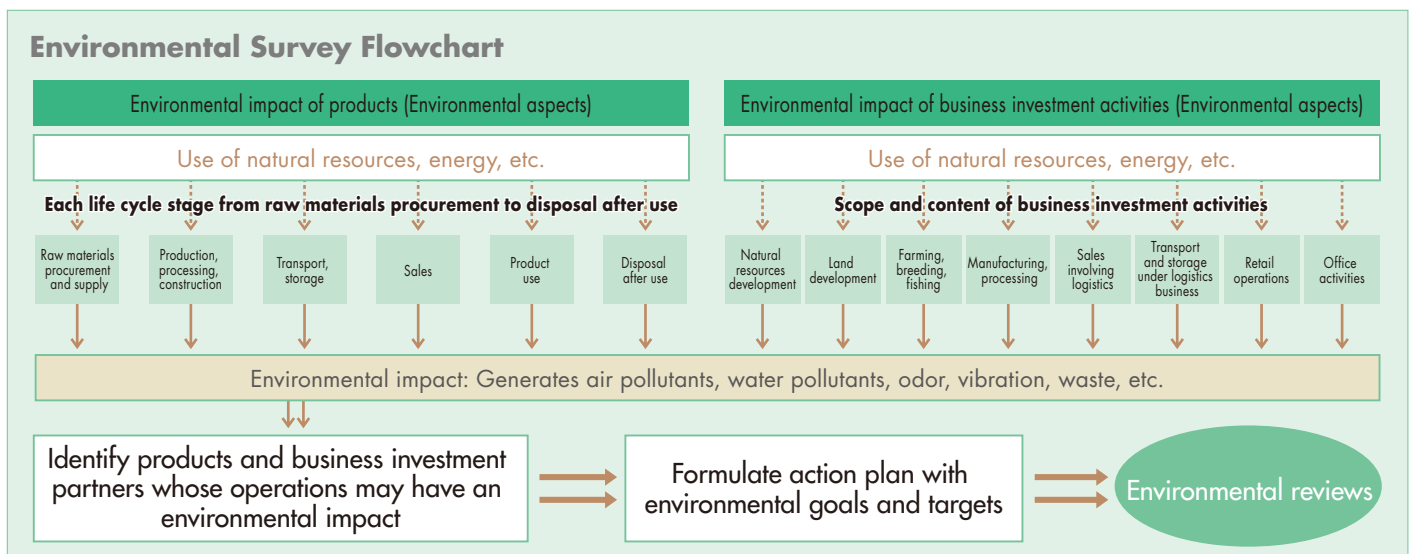 Environmental Survey Flowchart
Environmental impact of products (Environmental aspects)
Environmental impact of business investment activities (Environmental aspects)
Use of natural resources, energy, etc.
Use of natural resources, energy, etc.
Each life cycle stage from raw materials procurement to disposal after use
Scope and content of business investment activities
Raw materials
procurement
and supply
Production,
processing,
construction
Transport,
storage
Sales
Product
use
Disposal
after use
Natural
resources
development
Land
development
Farming,
breeding,
fishing
Manufacturing,
processing
Sales
involving
logistics
Transport
and storage
under logistics
business
Retail
operations
Office
activities
Environmental impact: Generates air pollutants, water pollutants, odor, vibration, waste, etc.
Identify products and business investment
partners whose operations may have an
environmental impact
Formulate action plan with
environmental goals and targets
Environmental reviews